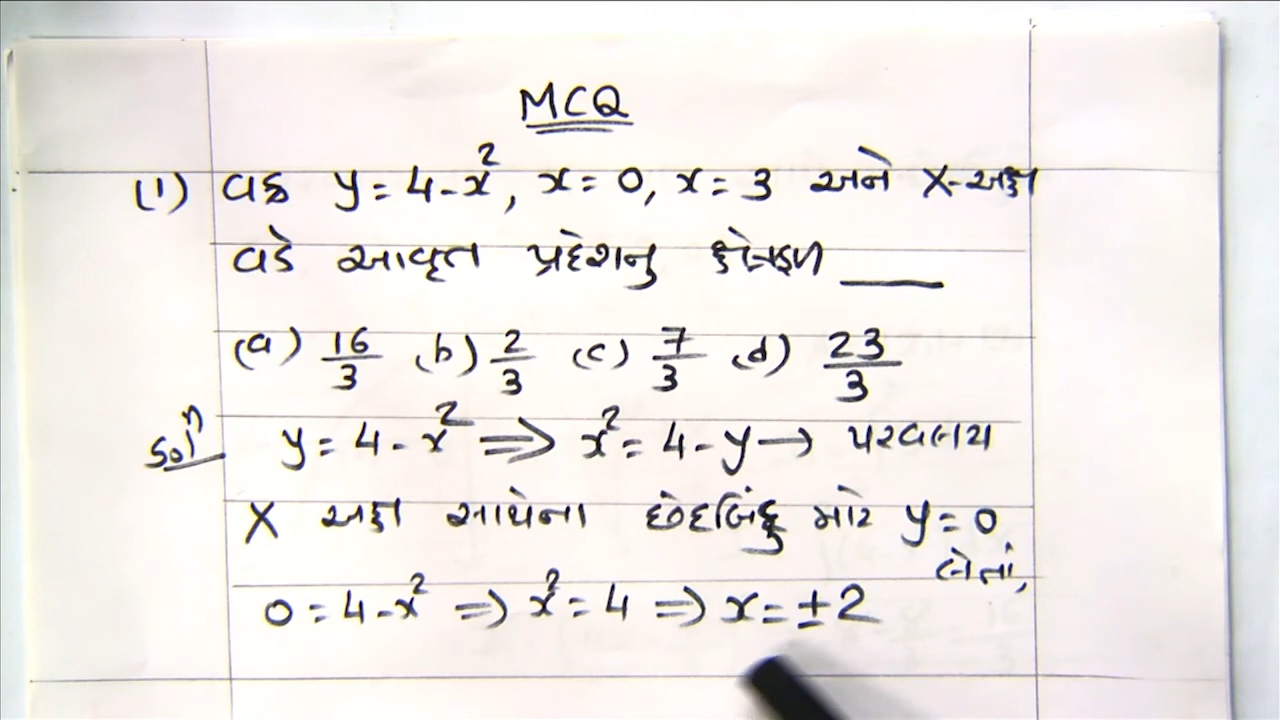 MCQ
(1) વક્ર y = 4 - x², x = 0, x = 3 અને X-અક્ષ
વડે આવૃત પ્રદેશનુ ક્ષેત્રફળ ____
(a) 16/3 (b) 2/3 (c) 7/3 (d) 23/3
Solⁿ y = 4 - x² ⇒ x² = 4 - y → પરવલય
X અક્ષ સાથેના છેદબિંદુ માટે y = 0
લેતાં,
0 = 4 - x² ⇒ x² = 4 ⇒ x = ± 2